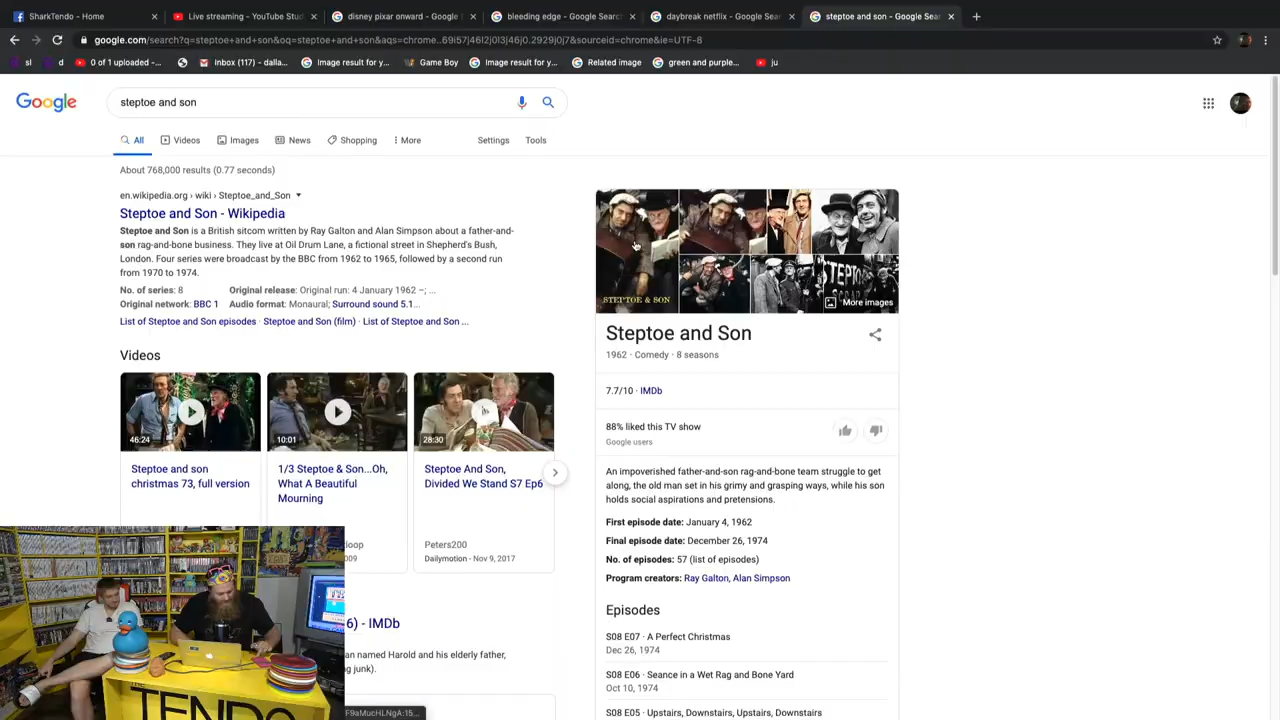 SharkTendo - Home
Live streaming - YouTube Stud
disney pixar onward - Google
bleeding edge - Google Search
daybreak netflix - Google Sear
steptoe and son - Google Sear
google.com/search?q=steptoe+and+son&oq=steptoe+and+son&aqs=chrome..69i57j46l2j0l3j46j0.2929j0j7&sourceid=chrome&ie=UTF-8
sl
d
0 of 1 uploaded -...
Inbox (117) - dalla...
Image result for y...
Game Boy
Image result for y...
Related image
green and purple...
ju
Google
steptoe and son
All
Videos
Images
News
Shopping
More
Settings
Tools
About 768,000 results (0.77 seconds)
en.wikipedia.org › wiki › Steptoe_and_Son
Steptoe and Son - Wikipedia
Steptoe and Son is a British sitcom written by Ray Galton and Alan Simpson about a father-and-
son rag-and-bone business. They live at Oil Drum Lane, a fictional street in Shepherd's Bush,
London. Four series were broadcast by the BBC from 1962 to 1965, followed by a second run
from 1970 to 1974.
No. of series: 8 Original release: Original run: 4 January 1962 –; ...
Original network: BBC 1 Audio format: Monaural; Surround sound 5.1...
List of Steptoe and Son episodes · Steptoe and Son (film) · List of Steptoe and Son ...
Videos
46:24
10:01
28:30
Steptoe and son
christmas 73, full version
1/3 Steptoe & Son...Oh,
What A Beautiful
Mourning
Steptoe And Son,
Divided We Stand S7 Ep6
loop
009
Peters200
Dailymotion - Nov 9, 2017
6) - IMDb
an named Harold and his elderly father,
g junk).
TENDO
STEPTOE & SON
STEPTOE
More images
Steptoe and Son
1962 · Comedy · 8 seasons
7.7/10 · IMDb
88% liked this TV show
Google users
An impoverished father-and-son rag-and-bone team struggle to get
along, the old man set in his grimy and grasping ways, while his son
holds social aspirations and pretensions.
First episode date: January 4, 1962
Final episode date: December 26, 1974
No. of episodes: 57 (list of episodes)
Program creators: Ray Galton, Alan Simpson
Episodes
S08 E07 · A Perfect Christmas
Dec 26, 1974
S08 E06 · Seance in a Wet Rag and Bone Yard
Oct 10, 1974
S08 E05 · Upstairs, Downstairs, Upstairs, Downstairs